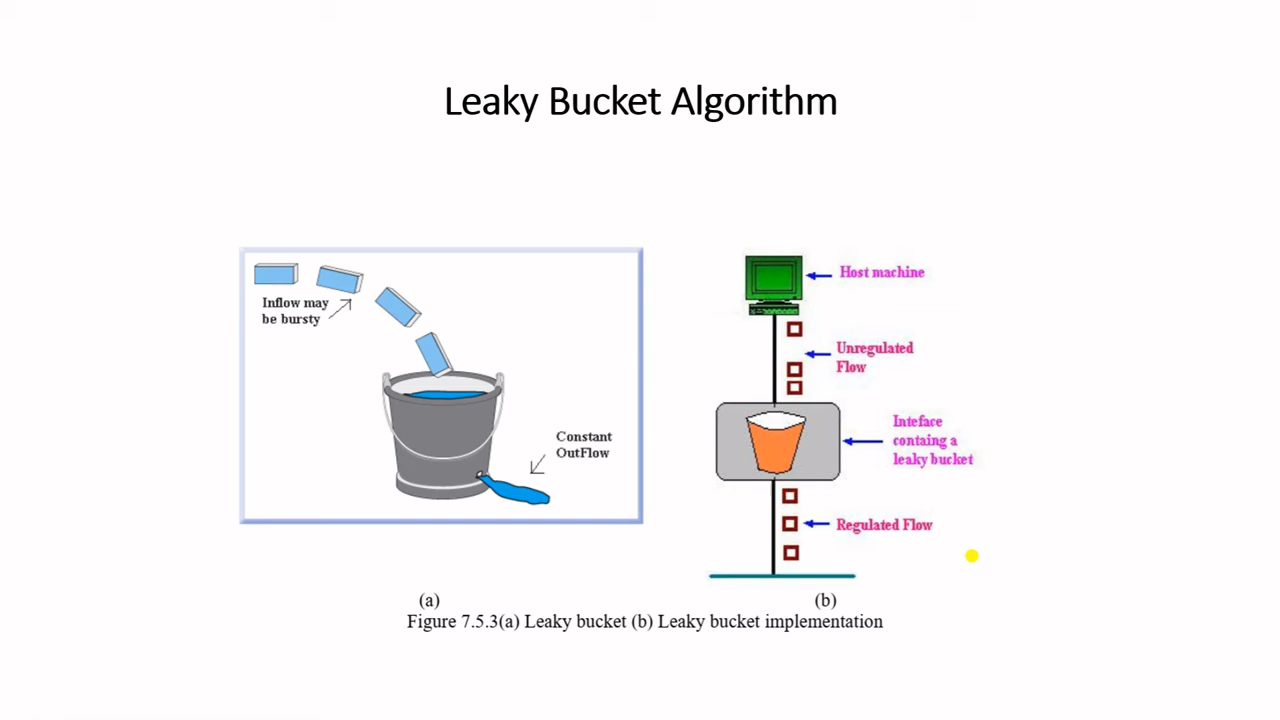 Leaky Bucket Algorithm
Inflow may
be bursty
Constant
OutFlow
Host machine
Unregulated
Flow
Inteface
containg a
leaky bucket
Regulated Flow
(a)
(b)
Figure 7.5.3(a) Leaky bucket (b) Leaky bucket implementation